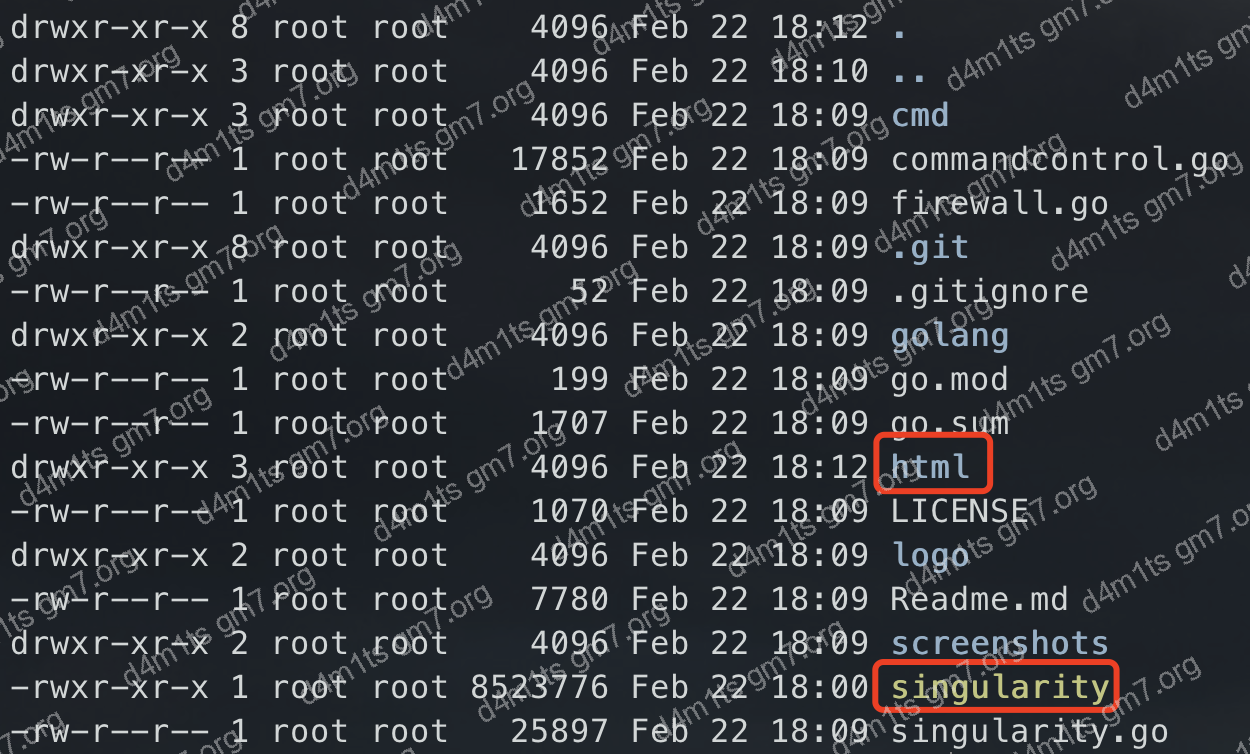 drwxr-xr-x 8 root root    4096 Feb 22 18:12 .
drwxr-xr-x 3 root root    4096 Feb 22 18:10 ..
drwxr-xr-x 3 root root    4096 Feb 22 18:09 cmd
-rw-r--r-- 1 root root   17852 Feb 22 18:09 commandcontrol.go
-rw-r--r-- 1 root root    1652 Feb 22 18:09 firewall.go
drwxr-xr-x 8 root root    4096 Feb 22 18:09 .git
-rw-r--r-- 1 root root      52 Feb 22 18:09 .gitignore
drwxr-xr-x 2 root root    4096 Feb 22 18:09 golang
-rw-r--r-- 1 root root     199 Feb 22 18:09 go.mod
-rw-r--r-- 1 root root    1707 Feb 22 18:09 go.sum
drwxr-xr-x 3 root root    4096 Feb 22 18:12 html
-rw-r--r-- 1 root root    1070 Feb 22 18:09 LICENSE
drwxr-xr-x 2 root root    4096 Feb 22 18:09 logo
-rw-r--r-- 1 root root    7780 Feb 22 18:09 Readme.md
drwxr-xr-x 2 root root    4096 Feb 22 18:09 screenshots
-rwxr-xr-x 1 root root 8523776 Feb 22 18:00 singularity
-rw-r--r-- 1 root root   25897 Feb 22 18:09 singularity.go
d4m1ts gm7.org